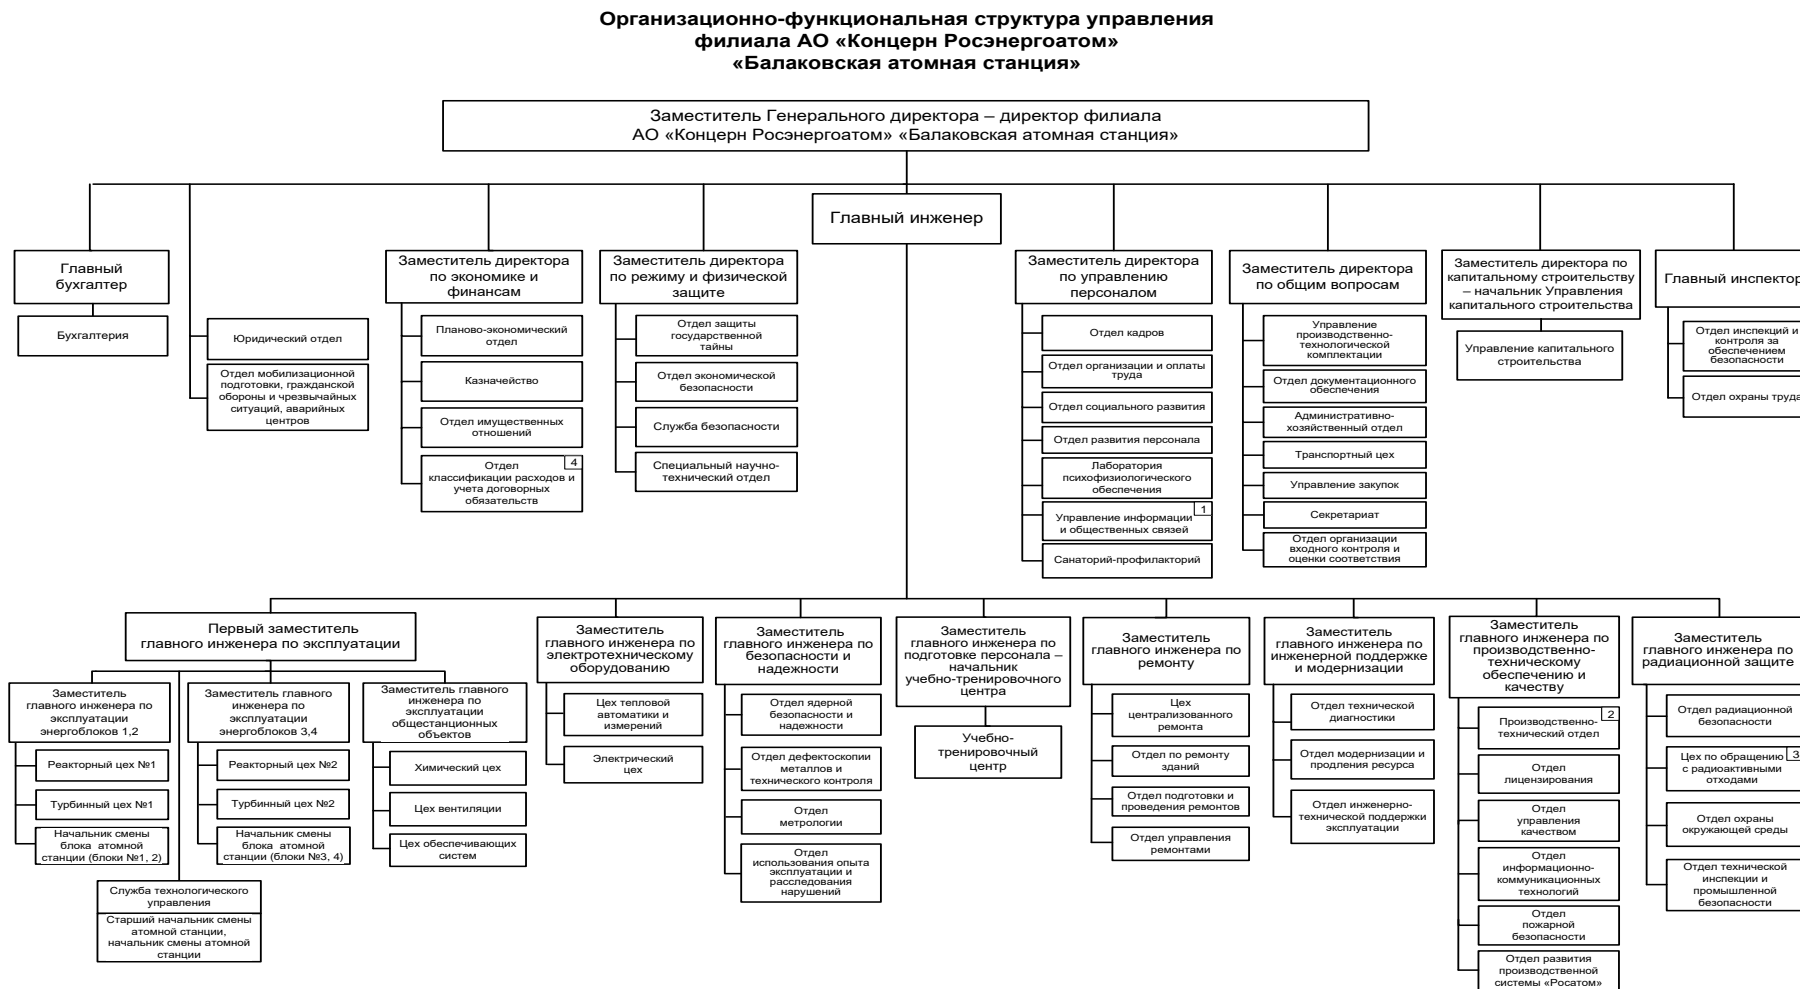 Организационно-функциональная структура управления
филиала АО «Концерн Росэнергоатом»
«Балаковская атомная станция»
Заместитель Генерального директора – директор филиала
АО «Концерн Росэнергоатом» «Балаковская атомная станция»
Главный инженер
Главный
бухгалтер
Бухгалтерия
Юридический отдел
Отдел мобилизационной
подготовки, гражданской
обороны и чрезвычайных
ситуаций, аварийных
центров
Заместитель директора
по экономике и
финансам
Планово-экономический
отдел
Казначейство
Отдел имущественных
отношений
4
Отдел
классификации расходов и
учета договорных
обязательств
Заместитель директора
по режиму и физической
защите
Отдел защиты
государственной
тайны
Отдел экономической
безопасности
Служба безопасности
Специальный научно-
технический отдел
Заместитель директора
по управлению
персоналом
Отдел кадров
Отдел организации и оплаты
труда
Отдел социального развития
Отдел развития персонала
Лаборатория
психофизиологического
обеспечения
1
Управление информации
и общественных связей
Санаторий-профилакторий
Заместитель директора
по общим вопросам
Управление
производственно-
технологической
комплектации
Отдел документационного
обеспечения
Административно-
хозяйственный отдел
Транспортный цех
Управление закупок
Секретариат
Отдел организации
входного контроля и
оценки соответствия
Заместитель директора по
капитальному строительству
– начальник Управления
капитального строительства
Управление капитального
строительства
Главный инспектор
Отдел инспекций и
контроля за
обеспечением
безопасности
Отдел охраны труда
Первый заместитель
главного инженера по эксплуатации
Заместитель
главного инженера по
эксплуатации
энергоблоков 1,2
Реакторный цех №1
Турбинный цех №1
Начальник смены
блока атомной
станции (блоки №1, 2)
Служба технологического
управления
Старший начальник смены
атомной станции,
начальник смены атомной
станции
Заместитель главного
инженера по
эксплуатации
энергоблоков 3,4
Реакторный цех №2
Турбинный цех №2
Начальник смены
блока атомной
станции (блоки №3, 4)
Заместитель главного
инженера по
эксплуатации
общестанционных
объектов
Химический цех
Цех вентиляции
Цех обеспечивающих
систем
Заместитель
главного инженера по
электротехническому
оборудованию
Цех тепловой
автоматики и
измерений
Электрический
цех
Заместитель
главного инженера по
безопасности и
надежности
Отдел ядерной
безопасности и
надежности
Отдел дефектоскопии
металлов и
технического контроля
Отдел
метрологии
Отдел
использования опыта
эксплуатации и
расследования
нарушений
Заместитель
главного инженера по
подготовке персонала –
начальник
учебно-тренировочного
центра
Учебно-
тренировочный
центр
Заместитель
главного инженера по
ремонту
Цех
централизованного
ремонта
Отдел по ремонту
зданий
Отдел подготовки и
проведения ремонтов
Отдел управления
ремонтами
Заместитель
главного инженера по
инженерной поддержке
и модернизации
Отдел технической
диагностики
Отдел модернизации и
продления ресурса
Отдел инженерно-
технической поддержки
эксплуатации
Заместитель
главного инженера по
производственно-
техническому
обеспечению и
качеству
2
Производственно-
технический отдел
Отдел
лицензирования
Отдел
управления
качеством
Отдел
информационно-
коммуникационных
технологий
Отдел
пожарной
безопасности
Отдел развития
производственной
системы «Росатом»
Заместитель
главного инженера по
радиационной защите
Отдел радиационной
безопасности
3
Цех по обращению
с радиоактивными
отходами
Отдел охраны
окружающей среды
Отдел технической
инспекции и
промышленной
безопасности